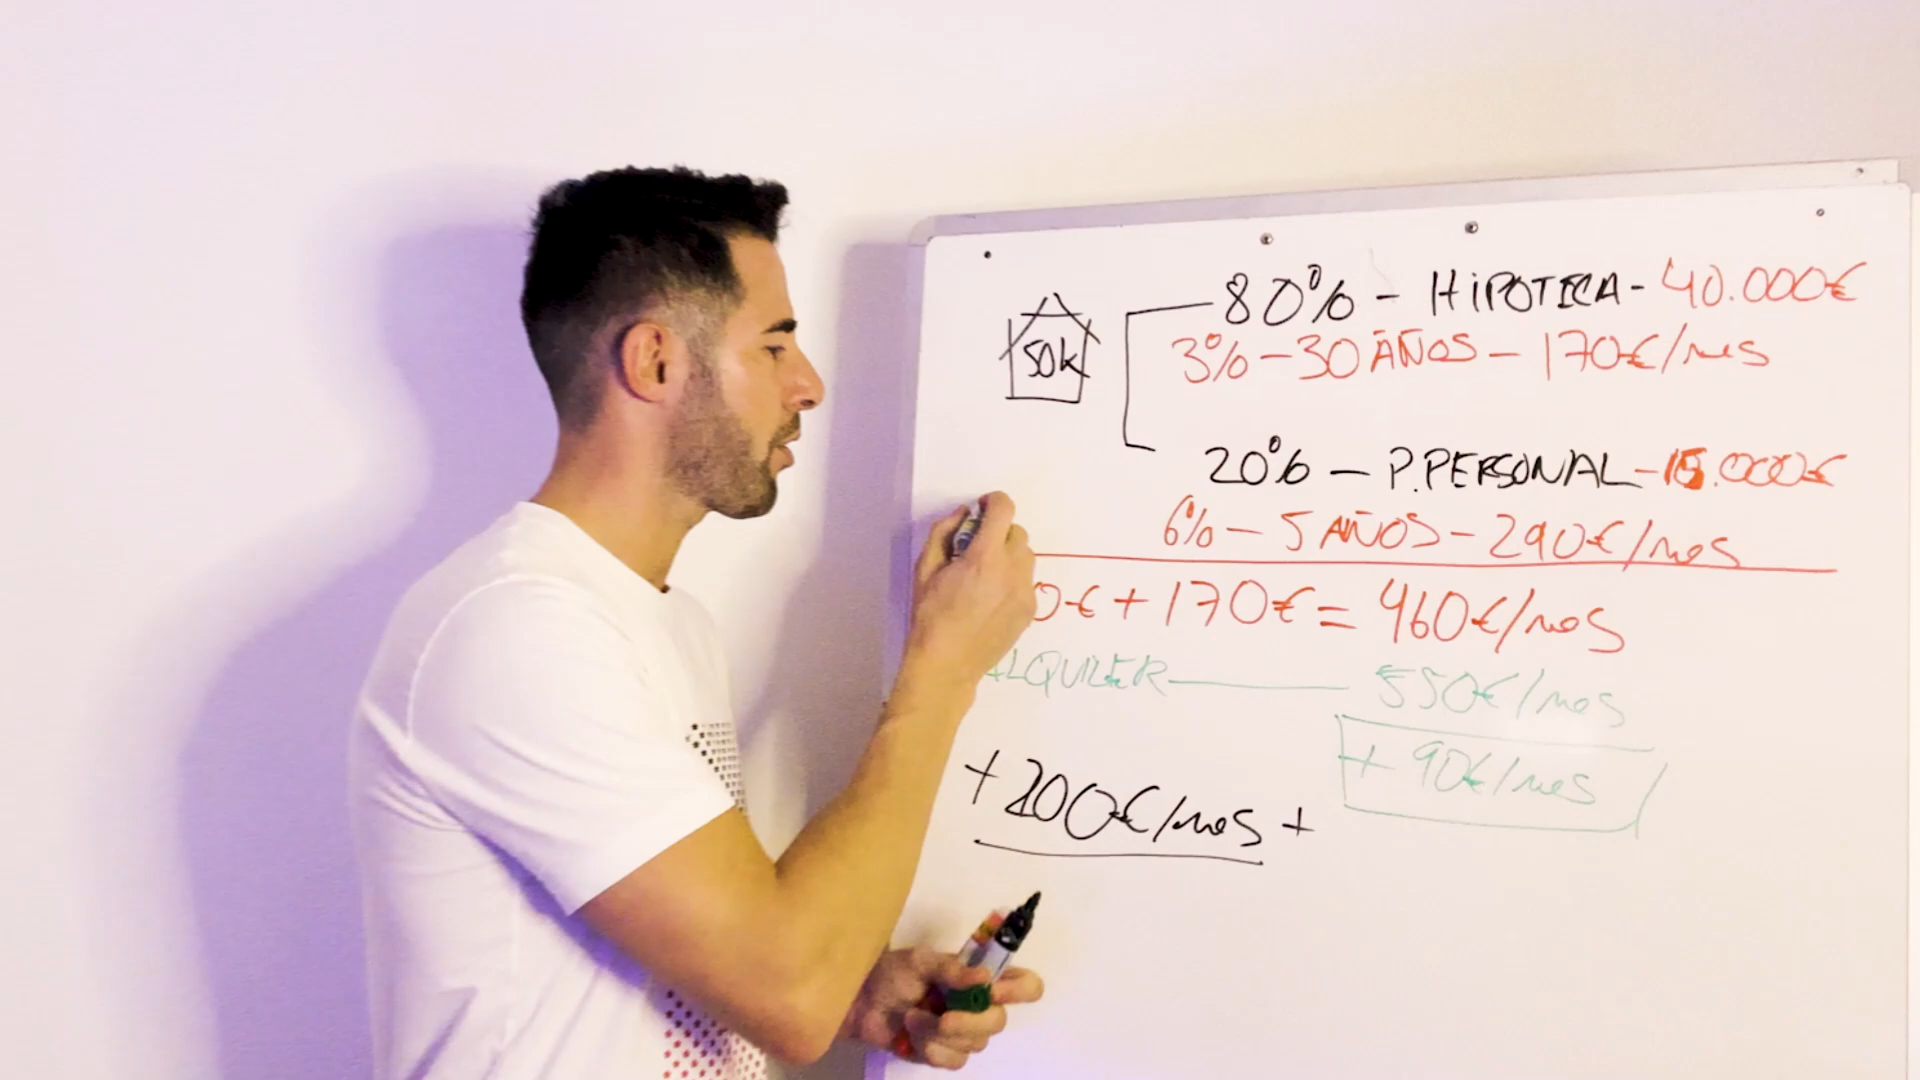 80% - HiPOTECA - 40.000€
50K
3% - 30 AÑOS - 170€/mes
20% - P.PERSONAL - 15.000€
6% - 5 AÑOS - 290€/mes
0€ + 170€ = 460€/mes
ALQUILER — 550€/mes
+ 90€/mes
+ 200€/mes +